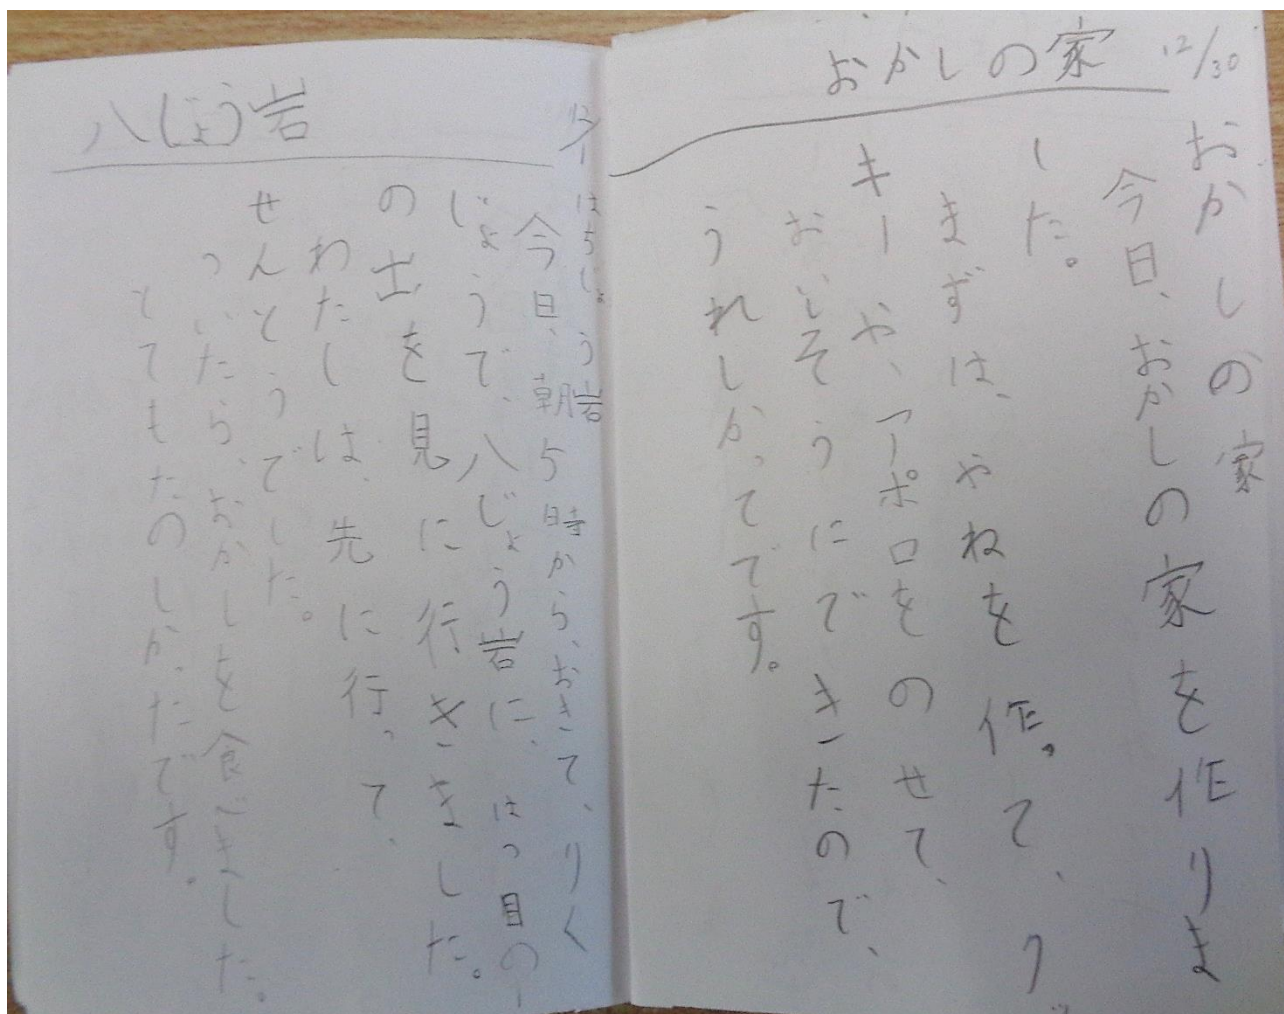 12/30
おかしの家
おかしの家
今日、おかしの家を作りま
した。
まずは、やねを作って、ク
キーや、アポロをのせて、
おいしそうにできたので、
うれしかってです。
12/1
八じょう岩
はちじょう岩
今日、朝5時から、おきて、りく
じょうで、八じょう岩に、はつ日の
の出を見に行きました。
わたしは、先に行って、
せんとうでした。
ついたら、おかしを食べました。
とてもたのしかったです。